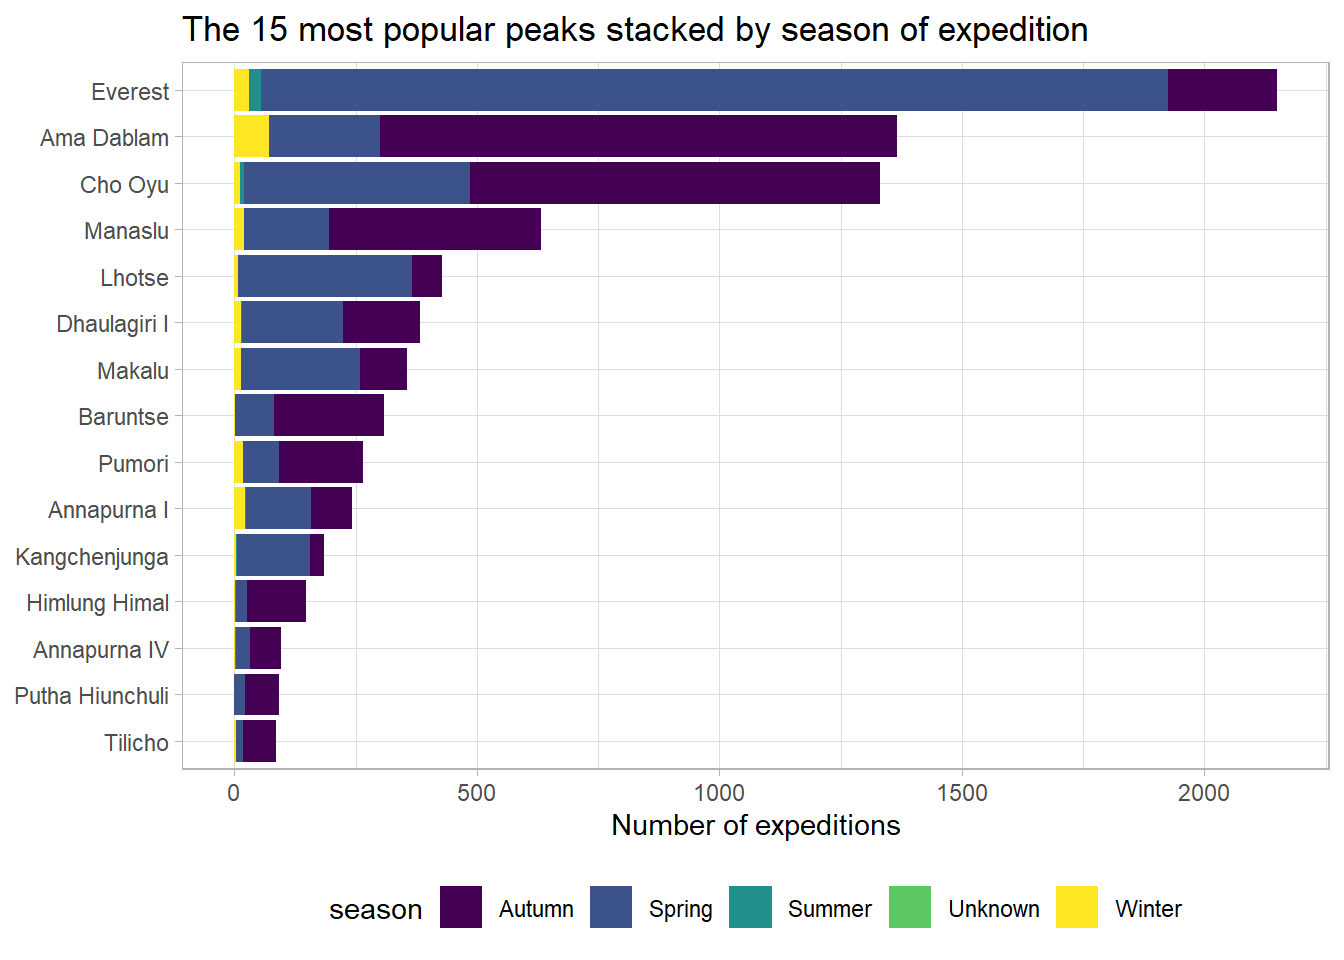 The 15 most popular peaks stacked by season of expedition
Everest
Ama Dablam
Cho Oyu
Manaslu
Lhotse
Dhaulagiri I
Makalu
Baruntse
Pumori
Annapurna I
Kangchenjunga
Himlung Himal
Annapurna IV
Putha Hiunchuli
Tilicho
0 500 1000 1500 2000
Number of expeditions
season Autumn Spring Summer Unknown Winter